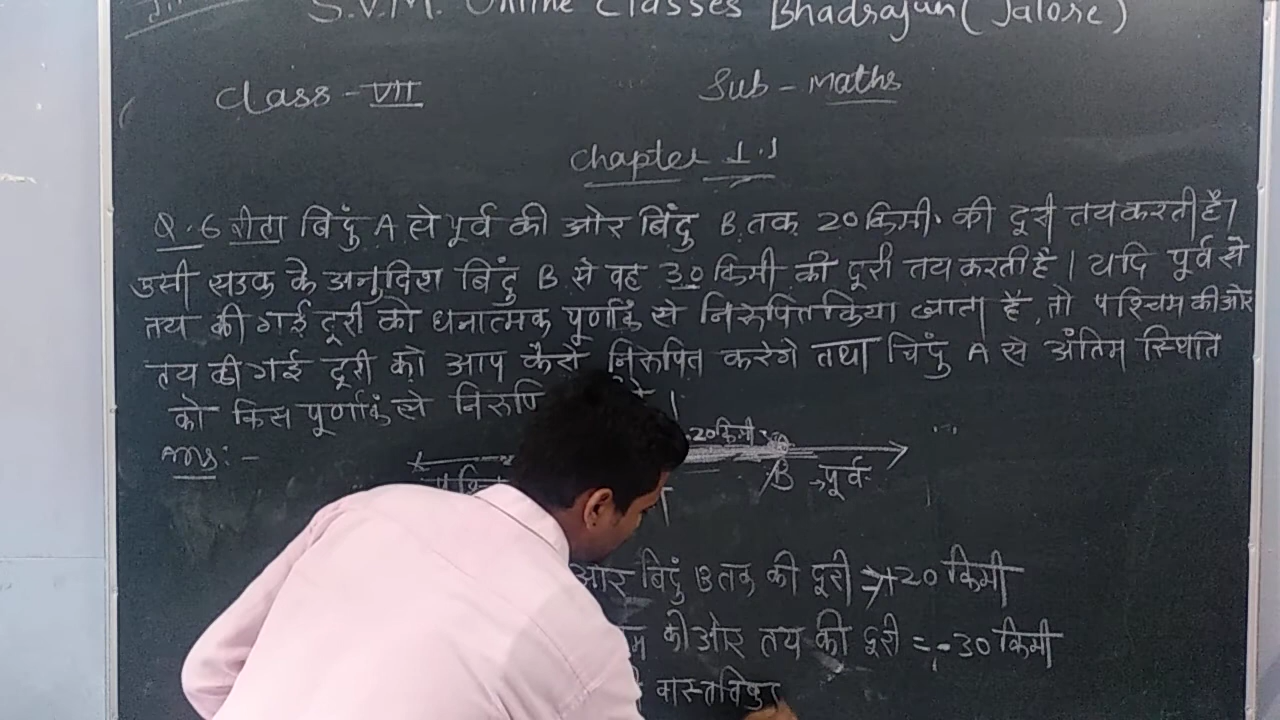 S.V.M. Online Classes Bhadrajun (Jalore)
Class - VII Sub - Maths
Chapter 1.1
Q.6 रीता बिंदु A से पूर्व की ओर बिंदु B तक 20 किमी. की दूरी तय करती है।
उसी सडक के अनुदिश बिंदु B से वह 30 किमी की दूरी तय करती है। यदि पूर्व से
तय की गई दूरी को धनात्मक पूर्णांक से निरुपित किया जाता है, तो पश्चिम की ओर
तय की गई दूरी को आप कैसे निरुपित करेगे तथा बिंदु A से अंतिम स्थिति
को किस पूर्णांक से
Ans:-
20 किमी.
B → पूर्व
ओर बिंदु B तक की दूरी +20 किमी
की ओर तय की दूरी = -30 किमी